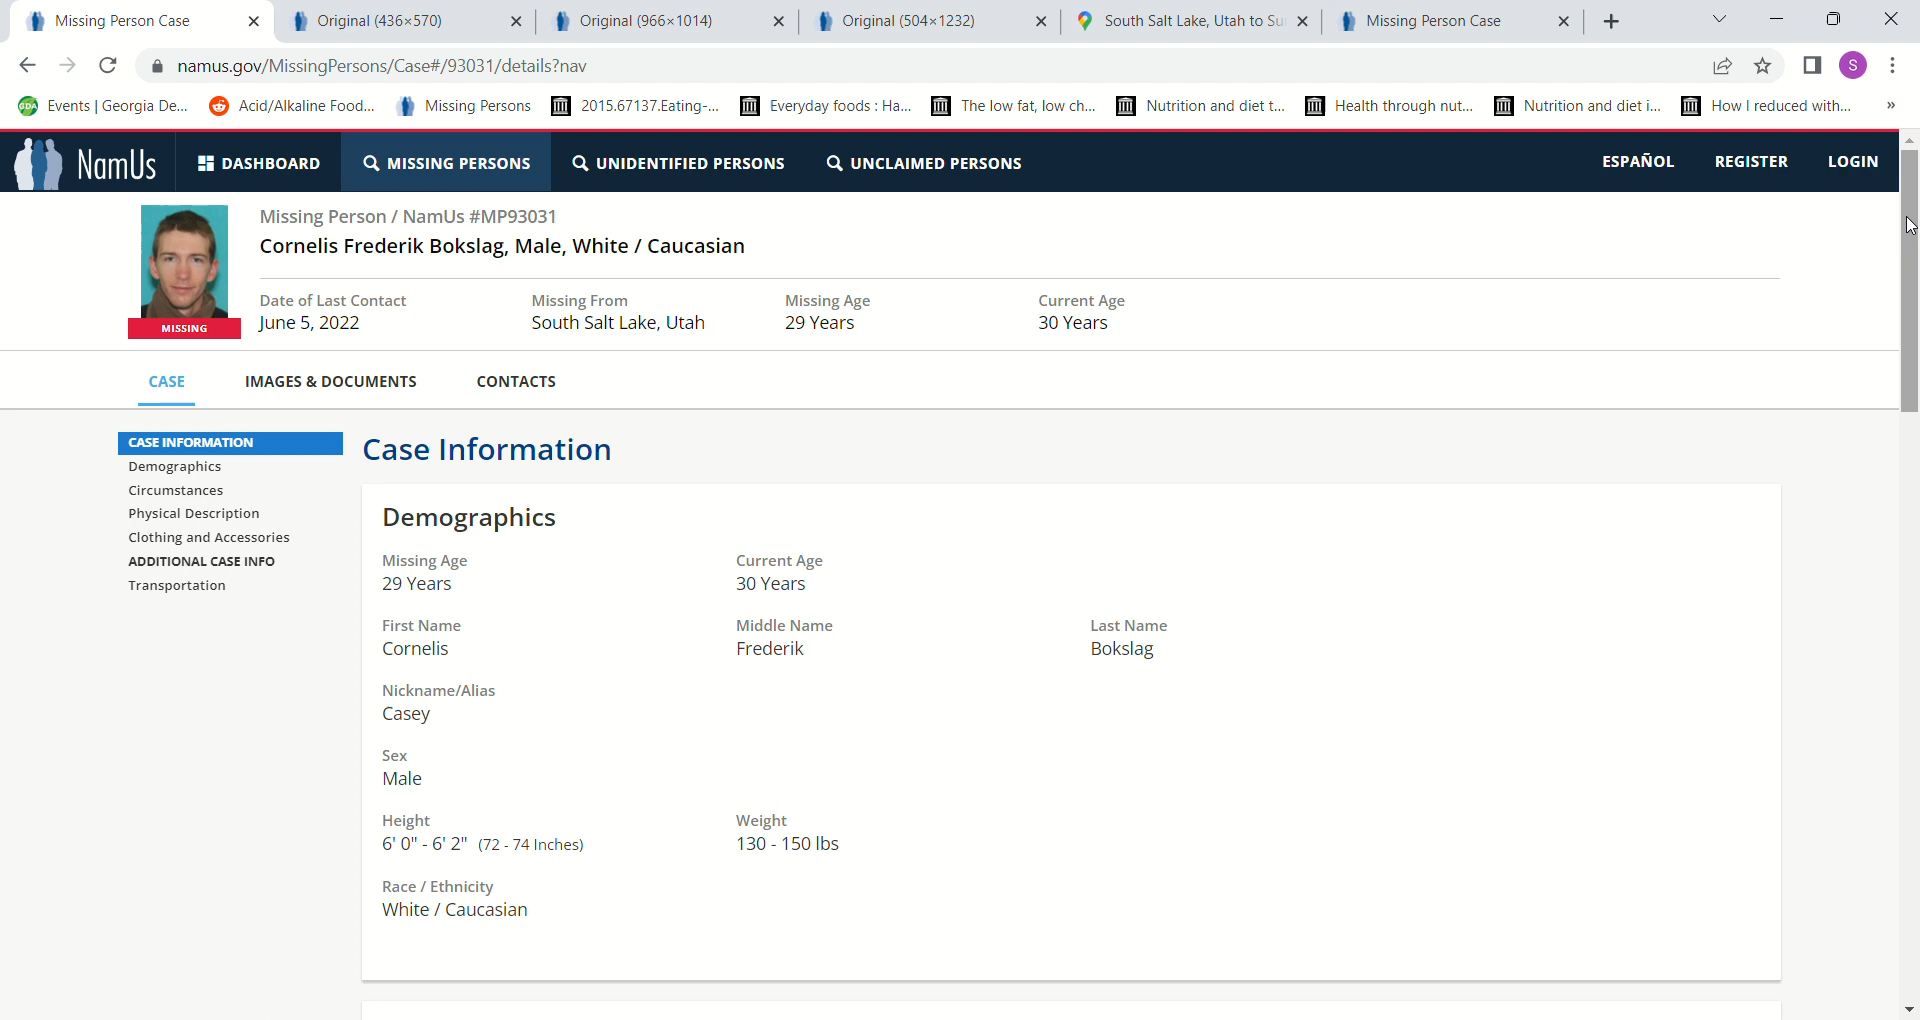 Missing Person Case
Original (436×570)
Original (966×1014)
Original (504×1232)
South Salt Lake, Utah to Su
Missing Person Case
namus.gov/MissingPersons/Case#/93031/details?nav
S
GDA
Events | Georgia De...
Acid/Alkaline Food...
Missing Persons
2015.67137.Eating-...
Everyday foods : Ha...
The low fat, low ch...
Nutrition and diet t...
Health through nut...
Nutrition and diet i...
How I reduced with...
»
NamUs
DASHBOARD
MISSING PERSONS
UNIDENTIFIED PERSONS
UNCLAIMED PERSONS
ESPAÑOL
REGISTER
LOGIN
MISSING
Missing Person / NamUs #MP93031
Cornelis Frederik Bokslag, Male, White / Caucasian
Date of Last Contact
June 5, 2022
Missing From
South Salt Lake, Utah
Missing Age
29 Years
Current Age
30 Years
CASE
IMAGES & DOCUMENTS
CONTACTS
CASE INFORMATION
Demographics
Circumstances
Physical Description
Clothing and Accessories
ADDITIONAL CASE INFO
Transportation
Case Information
Demographics
Missing Age
29 Years
Current Age
30 Years
First Name
Cornelis
Middle Name
Frederik
Last Name
Bokslag
Nickname/Alias
Casey
Sex
Male
Height
6' 0" - 6' 2" (72 - 74 Inches)
Weight
130 - 150 lbs
Race / Ethnicity
White / Caucasian